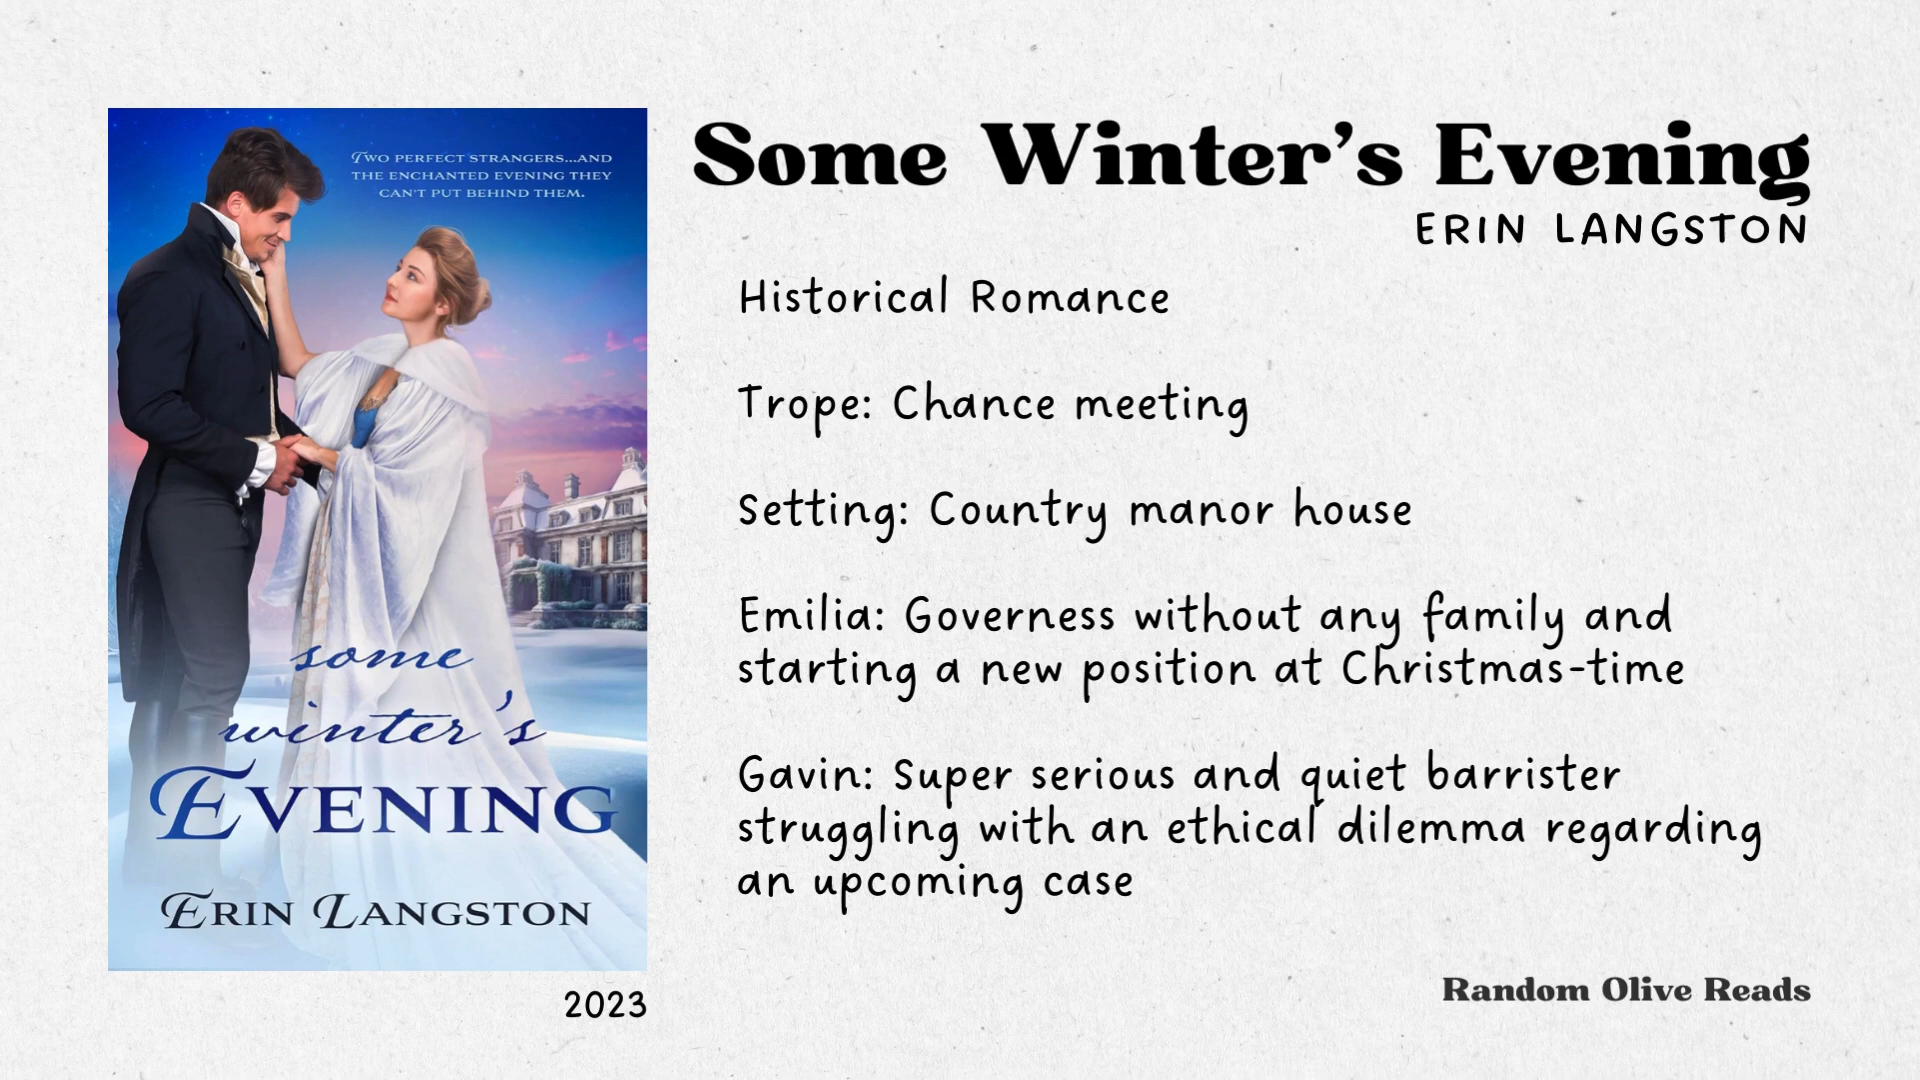 Two perfect strangers...and
the enchanted evening they
can't put behind them.
some
winter's
Evening
Erin Langston
2023
Some Winter's Evening
ERIN LANGSTON
Historical Romance
Trope: Chance meeting
Setting: Country manor house
Emilia: Governess without any family and
starting a new position at Christmas-time
Gavin: Super serious and quiet barrister
struggling with an ethical dilemma regarding
an upcoming case
Random Olive Reads